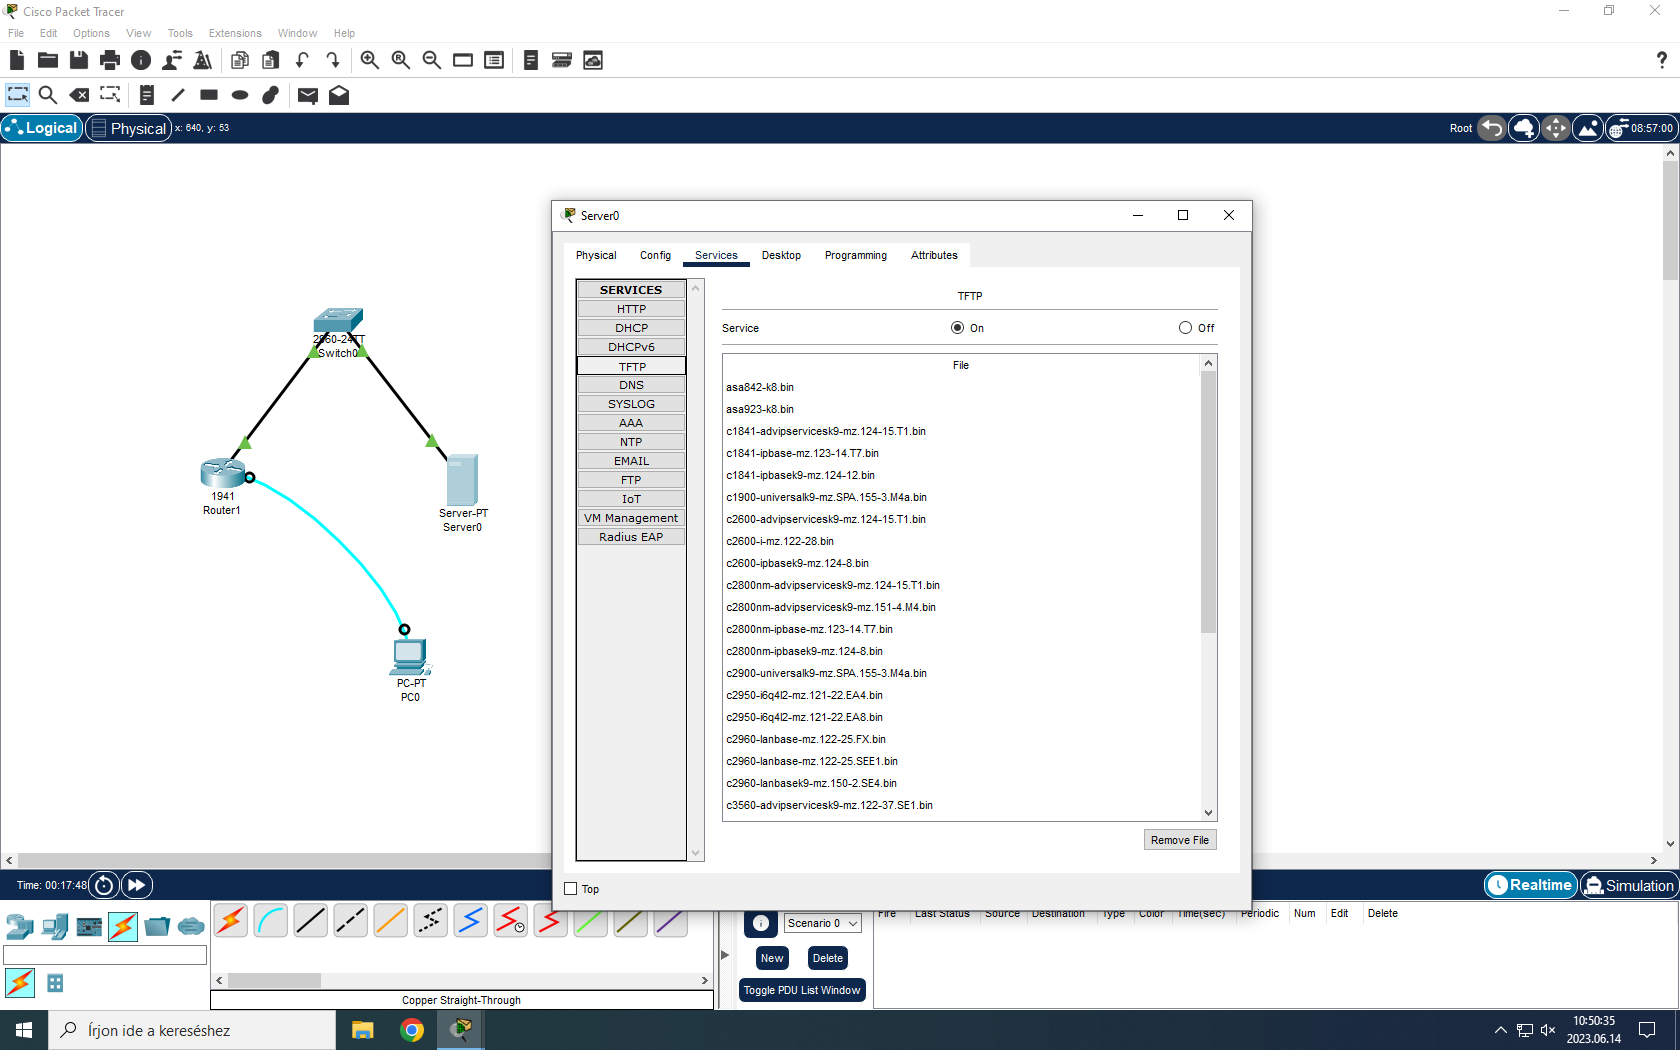 Cisco Packet Tracer
File Edit Options View Tools Extensions Window Help
?
Logical Physical x: 640, y: 53 Root 08:57:00
2960-24TT
Switch0
1941
Router1
Server-PT
Server0
PC-PT
PC0
Server0
Physical Config Services Desktop Programming Attributes
SERVICES
HTTP
DHCP
DHCPv6
TFTP
DNS
SYSLOG
AAA
NTP
EMAIL
FTP
IoT
VM Management
Radius EAP
TFTP
Service On Off
File
asa842-k8.bin
asa923-k8.bin
c1841-advipservicesk9-mz.124-15.T1.bin
c1841-ipbase-mz.123-14.T7.bin
c1841-ipbasek9-mz.124-12.bin
c1900-universalk9-mz.SPA.155-3.M4a.bin
c2600-advipservicesk9-mz.124-15.T1.bin
c2600-i-mz.122-28.bin
c2600-ipbasek9-mz.124-8.bin
c2800nm-advipservicesk9-mz.124-15.T1.bin
c2800nm-advipservicesk9-mz.151-4.M4.bin
c2800nm-ipbase-mz.123-14.T7.bin
c2800nm-ipbasek9-mz.124-8.bin
c2900-universalk9-mz.SPA.155-3.M4a.bin
c2950-i6q4l2-mz.121-22.EA4.bin
c2950-i6q4l2-mz.121-22.EA8.bin
c2960-lanbase-mz.122-25.FX.bin
c2960-lanbase-mz.122-25.SEE1.bin
c2960-lanbasek9-mz.150-2.SE4.bin
c3560-advipservicesk9-mz.122-37.SE1.bin
Remove File
Top
Time: 00:17:48 Realtime Simulation
Scenario 0 Fire Last Status Source Destination Type Color Time(sec) Periodic Num Edit Delete
New Delete
Toggle PDU List Window
Copper Straight-Through
Írjon ide a kereséshez
10:50:35
2023.06.14